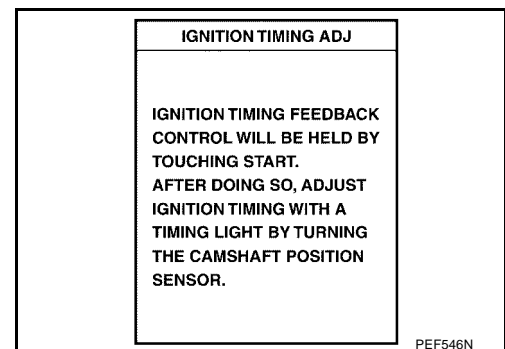 IGNITION TIMING ADJ
IGNITION TIMING FEEDBACK
CONTROL WILL BE HELD BY
TOUCHING START.
AFTER DOING SO, ADJUST
IGNITION TIMING WITH A
TIMING LIGHT BY TURNING
THE CAMSHAFT POSITION
SENSOR.
PEF546N